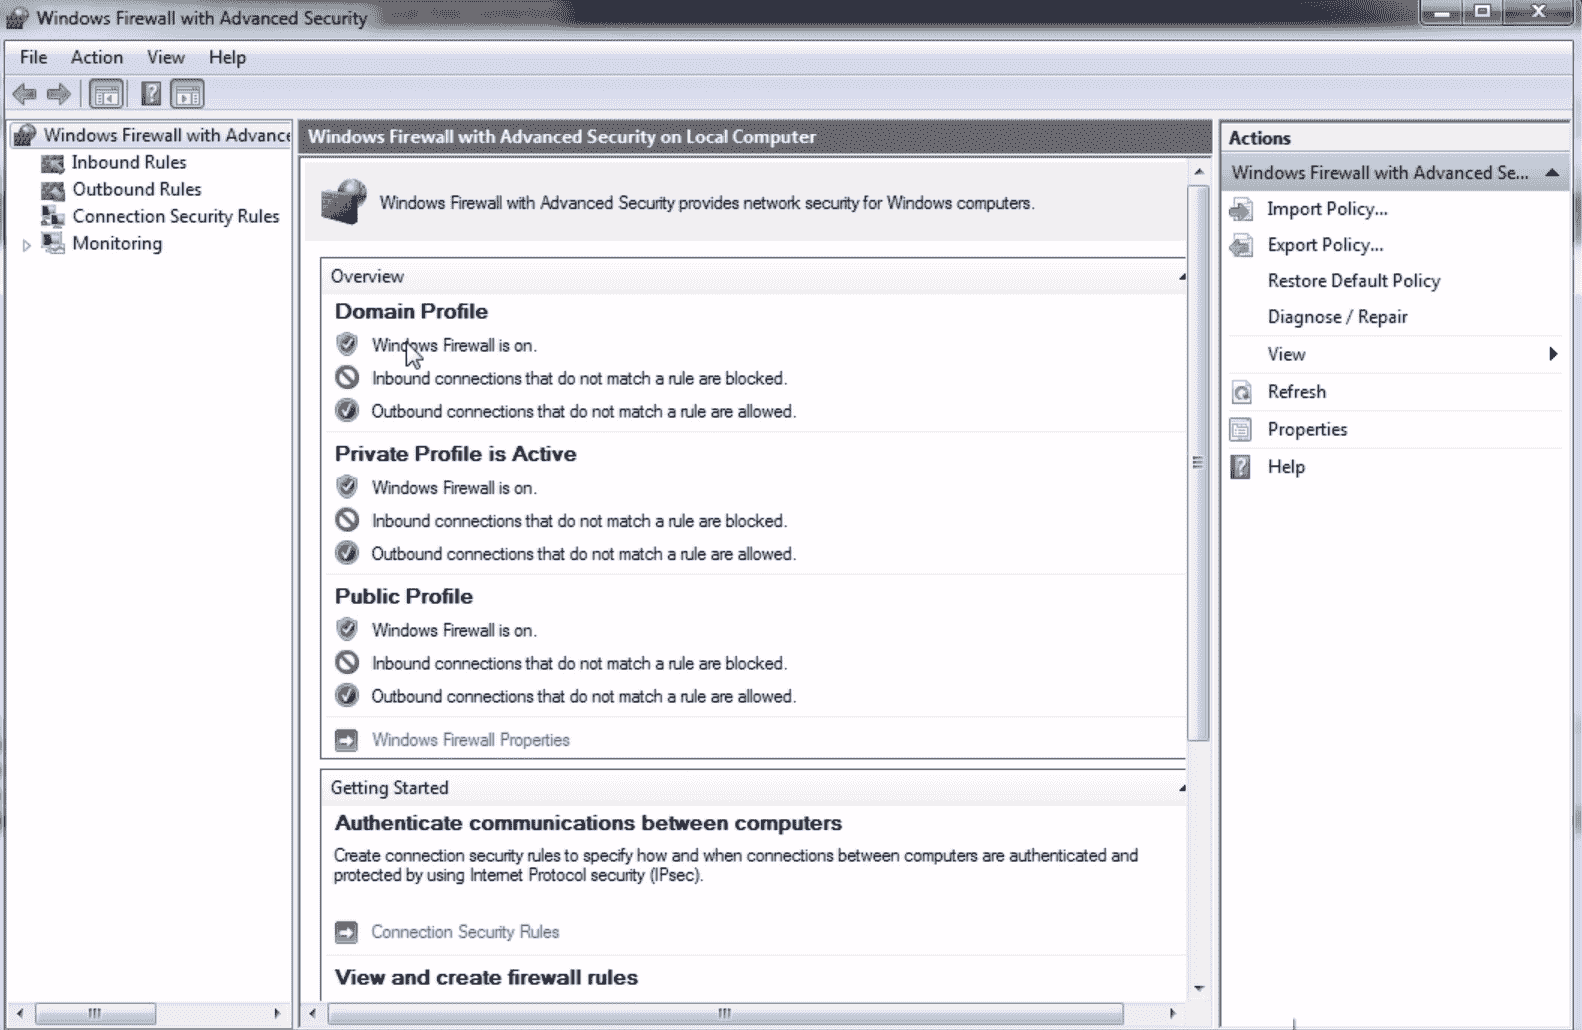 Windows Firewall with Advanced Security
File Action View Help
Windows Firewall with Advance
Inbound Rules
Outbound Rules
Connection Security Rules
Monitoring
Windows Firewall with Advanced Security on Local Computer
Windows Firewall with Advanced Security provides network security for Windows computers.
Overview
Domain Profile
Windows Firewall is on.
Inbound connections that do not match a rule are blocked.
Outbound connections that do not match a rule are allowed.
Private Profile is Active
Windows Firewall is on.
Inbound connections that do not match a rule are blocked.
Outbound connections that do not match a rule are allowed.
Public Profile
Windows Firewall is on.
Inbound connections that do not match a rule are blocked.
Outbound connections that do not match a rule are allowed.
Windows Firewall Properties
Getting Started
Authenticate communications between computers
Create connection security rules to specify how and when connections between computers are authenticated and
protected by using Internet Protocol security (IPsec).
Connection Security Rules
View and create firewall rules
Actions
Windows Firewall with Advanced Se...
Import Policy...
Export Policy...
Restore Default Policy
Diagnose / Repair
View
Refresh
Properties
Help